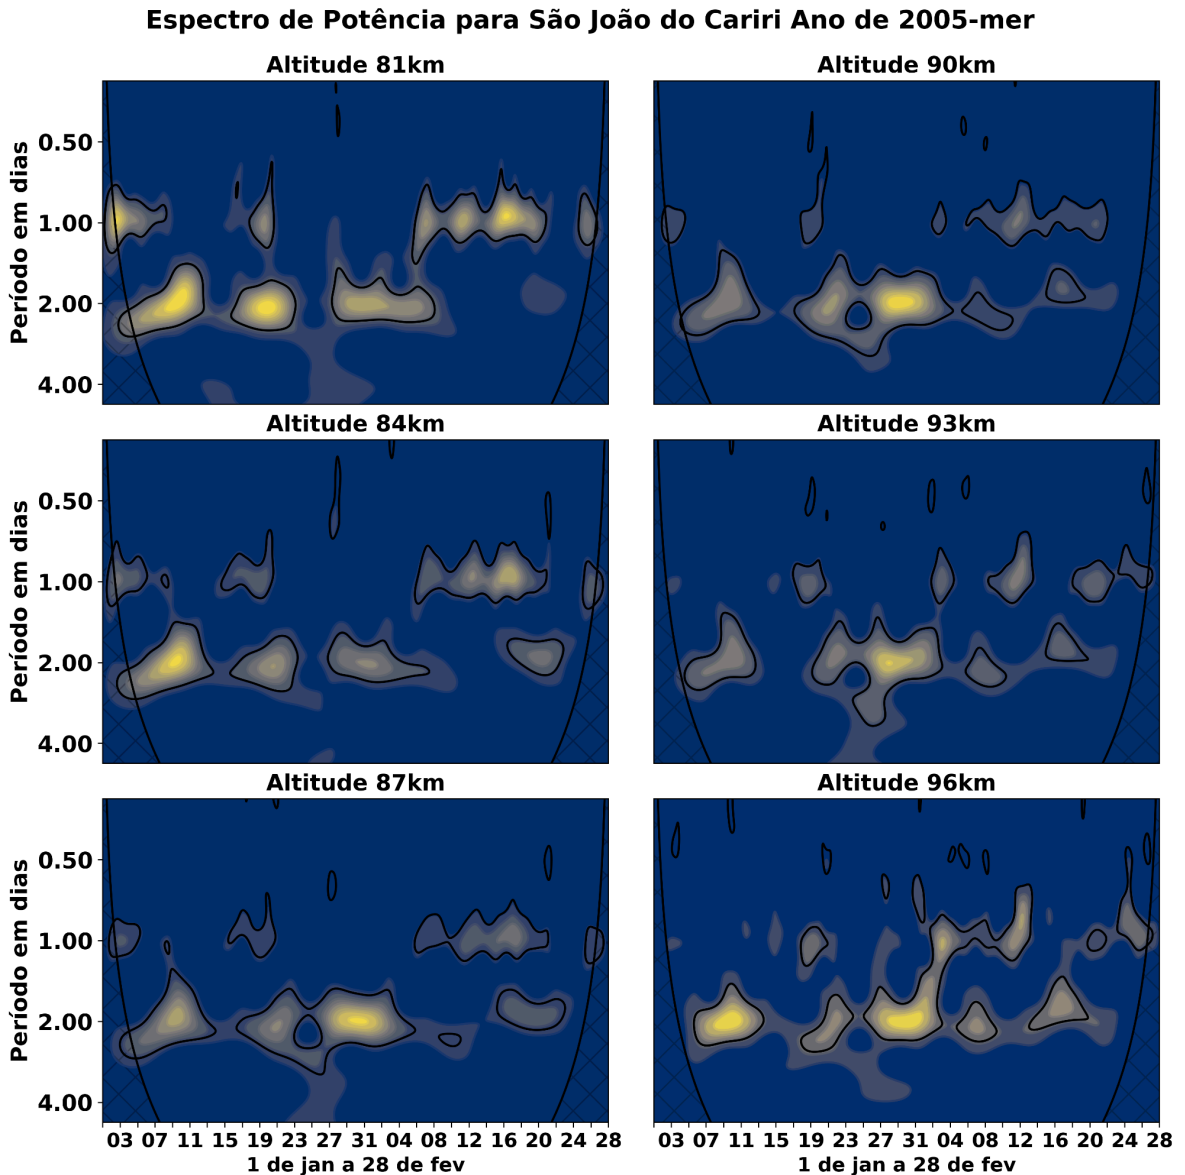 Espectro de Potência para São João do Cariri Ano de 2005-mer
Altitude 81km
Altitude 90km
Período em dias
0.50
1.00
2.00
4.00
Altitude 84km
Altitude 93km
Período em dias
0.50
1.00
2.00
4.00
Altitude 87km
Altitude 96km
Período em dias
0.50
1.00
2.00
4.00
03 07 11 15 19 23 27 31 04 08 12 16 20 24 28
03 07 11 15 19 23 27 31 04 08 12 16 20 24 28
1 de jan a 28 de fev
1 de jan a 28 de fev